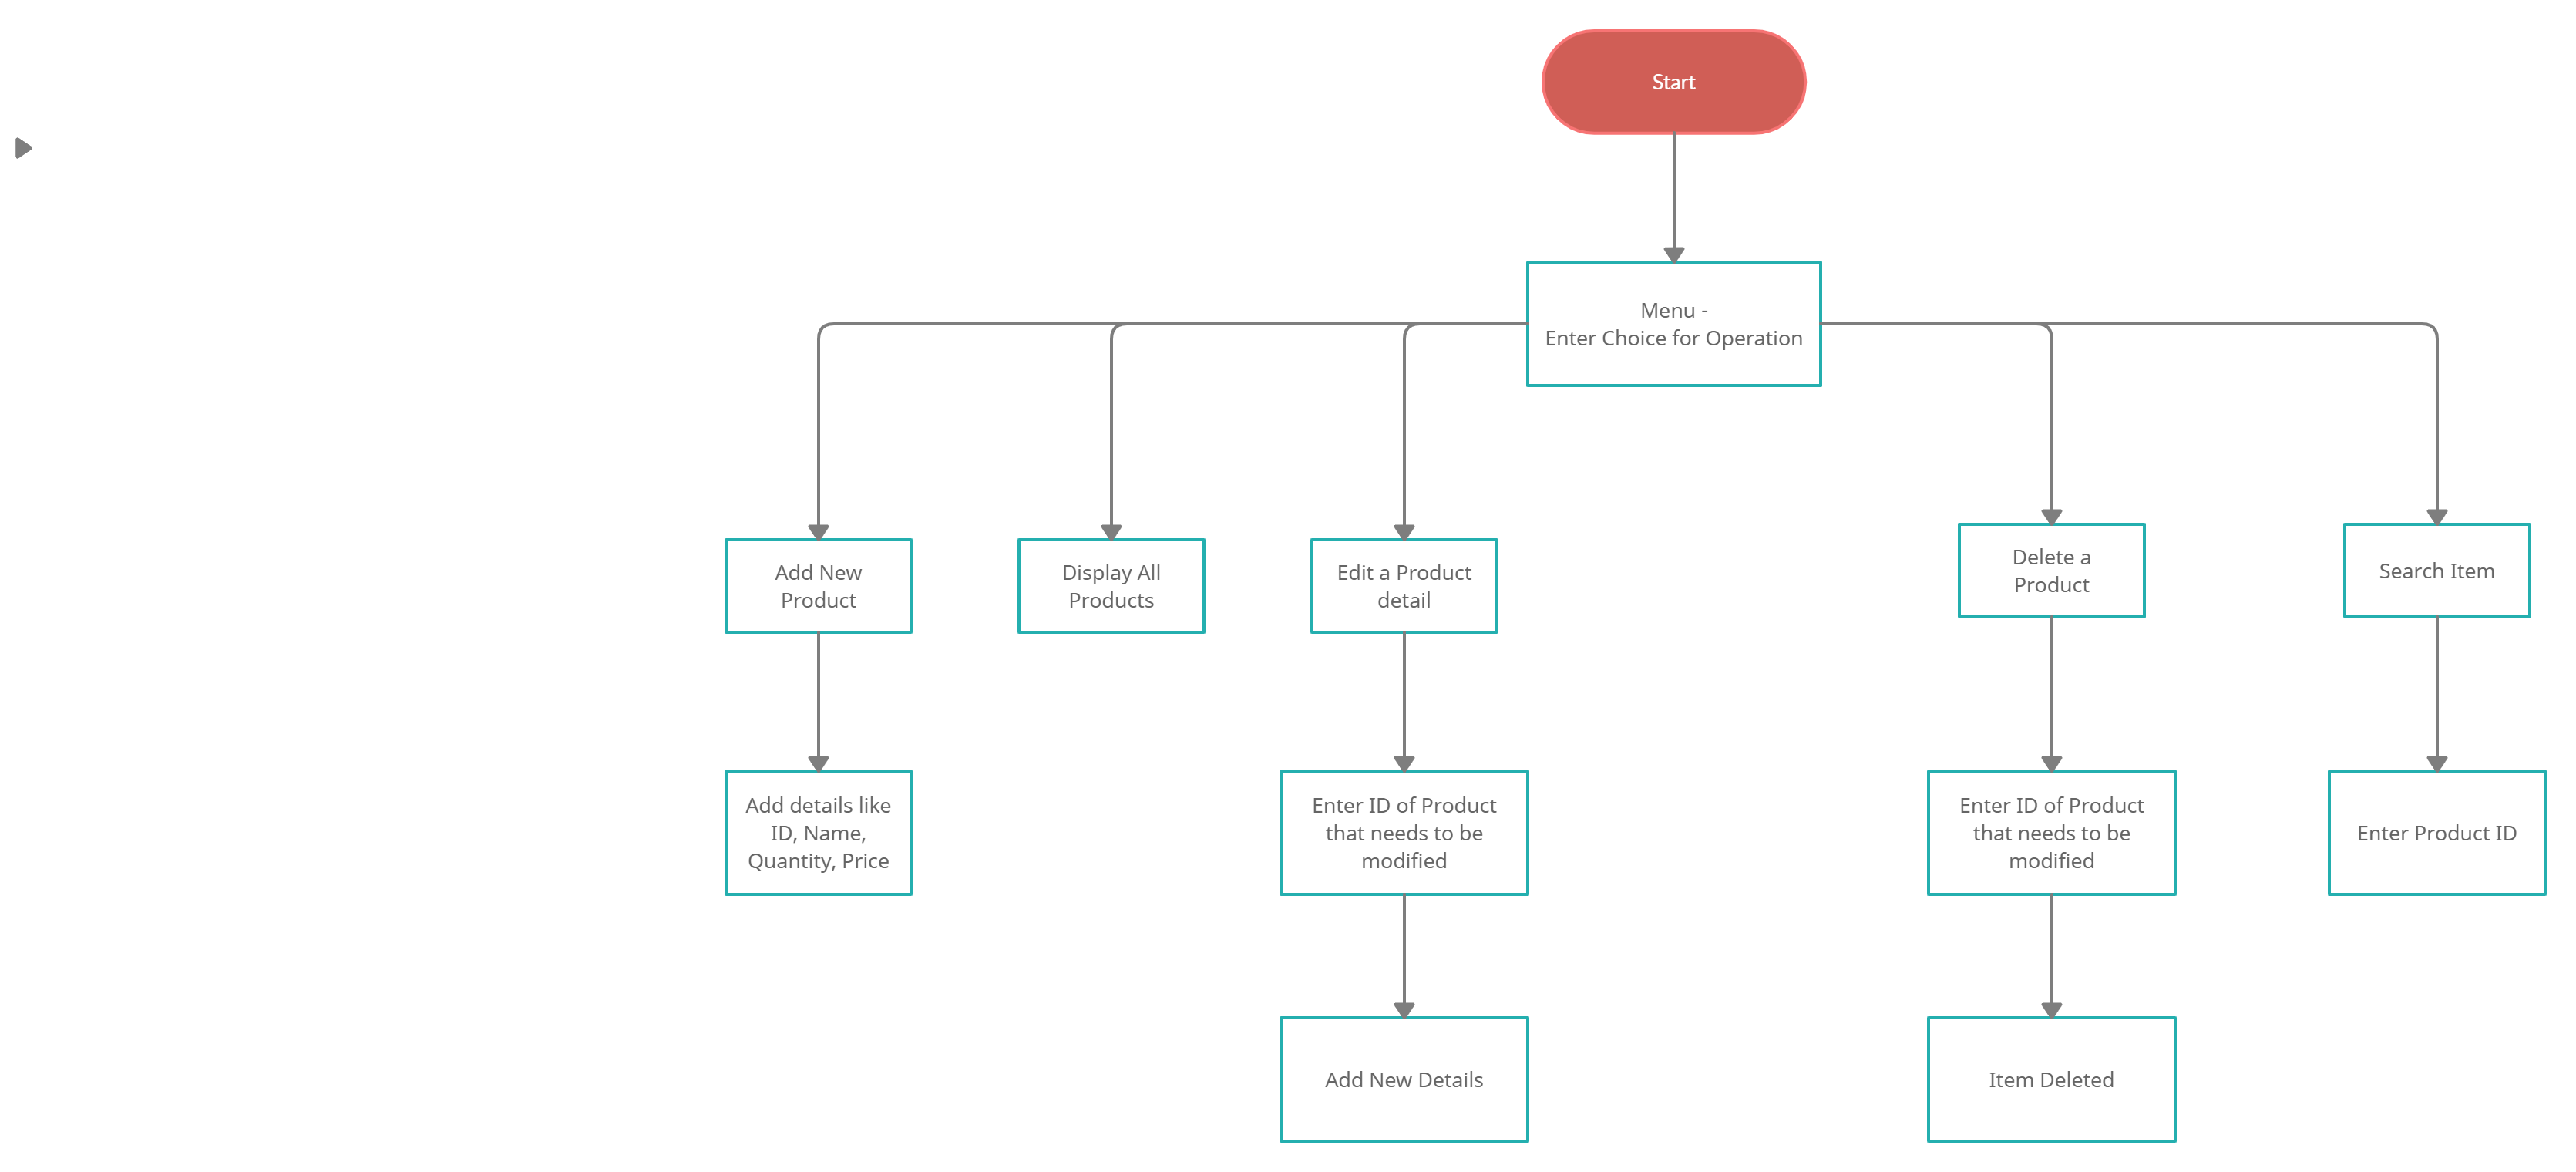 Start
Menu -
Enter Choice for Operation
Add New
Product
Display All
Products
Edit a Product
detail
Delete a
Product
Search Item
Add details like
ID, Name,
Quantity, Price
Enter ID of Product
that needs to be
modified
Enter ID of Product
that needs to be
modified
Enter Product ID
Add New Details
Item Deleted